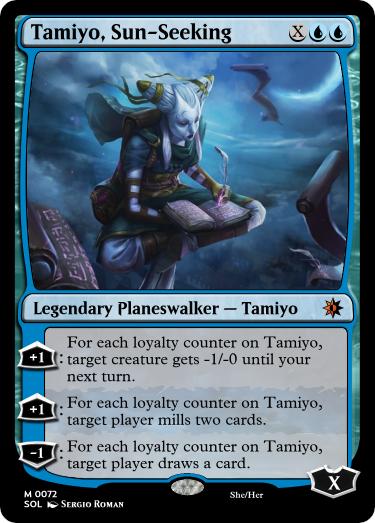 Tamiyo, Sun-Seeking X
Legendary Planeswalker — Tamiyo
+1: For each loyalty counter on Tamiyo,
target creature gets -1/-0 until your
next turn.
+1: For each loyalty counter on Tamiyo,
target player mills two cards.
-1: For each loyalty counter on Tamiyo,
target player draws a card.
X
M 0072
SOL Sergio Roman
She/Her